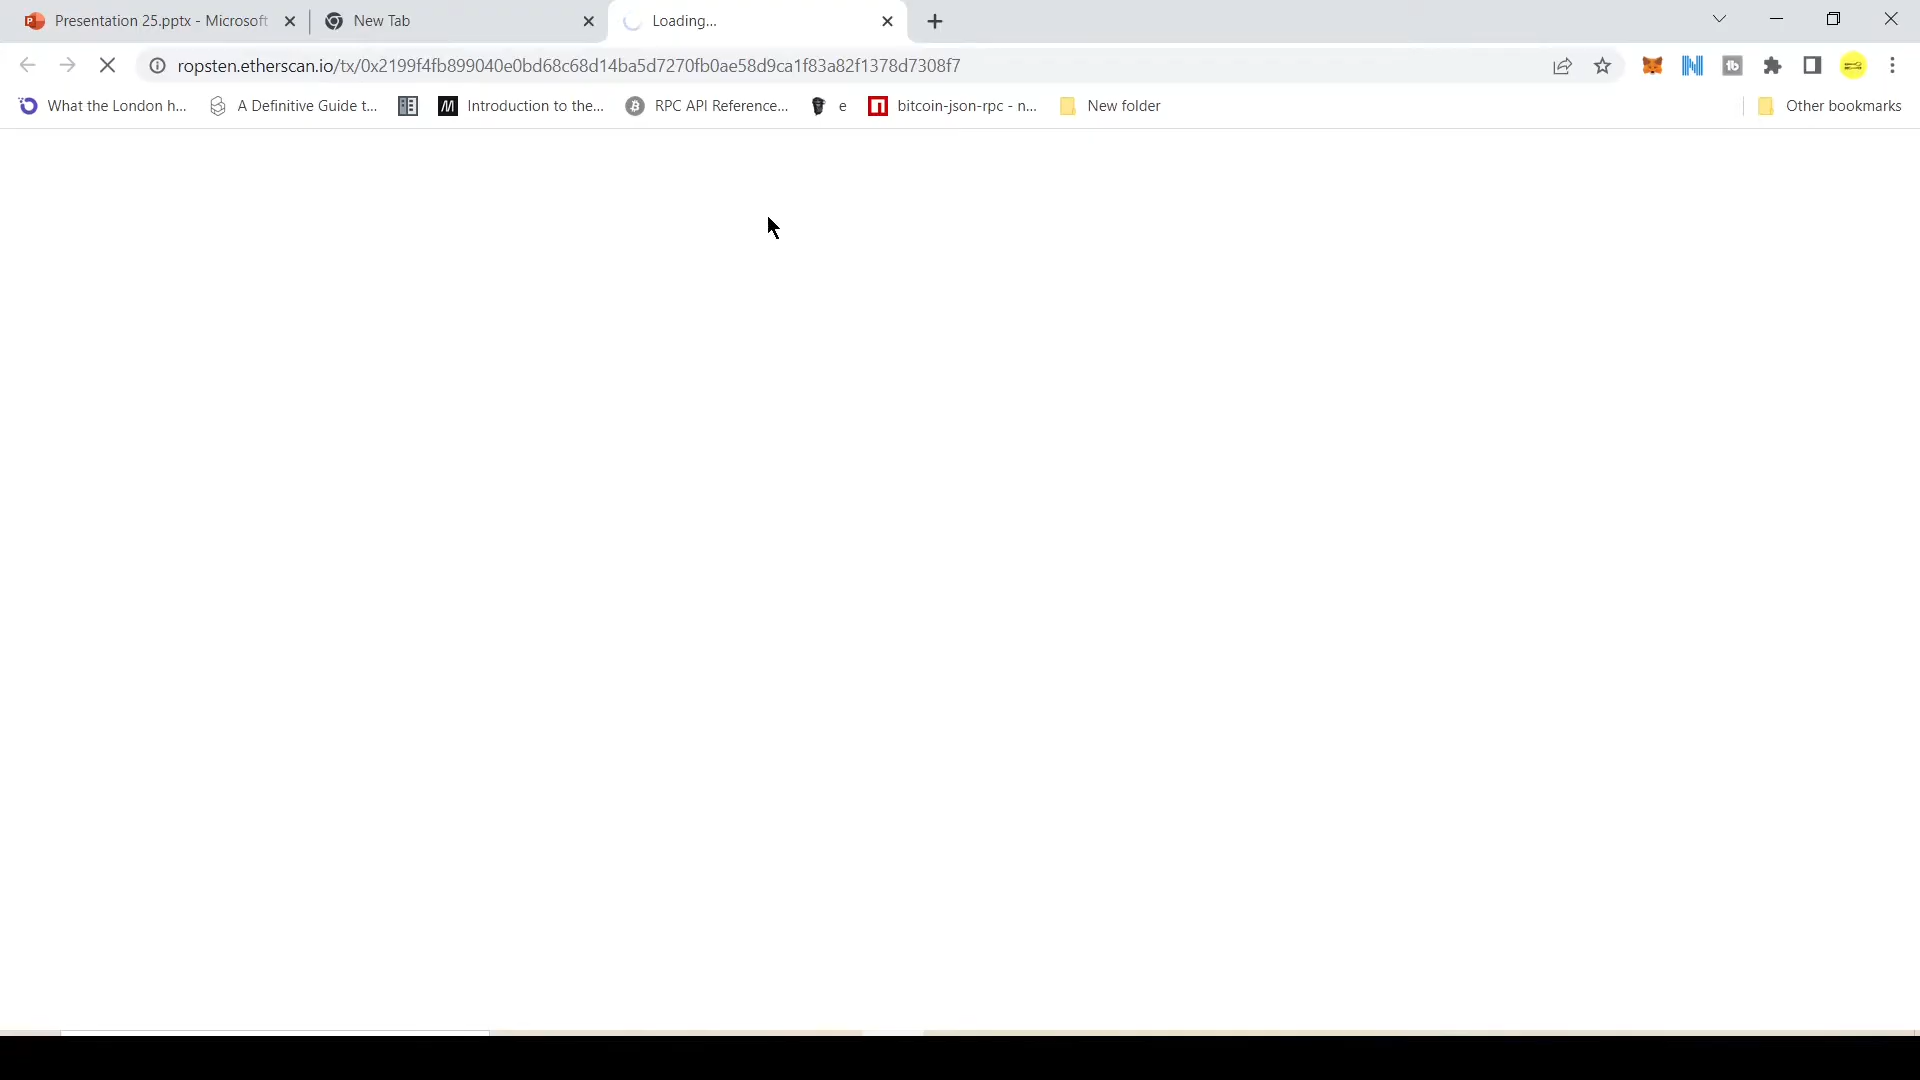 Presentation 25.pptx - Microsoft
New Tab
Loading...
ropsten.etherscan.io/tx/0x2199f4fb899040e0bd68c68d14ba5d7270fb0ae58d9ca1f83a82f1378d7308f7
What the London h...
A Definitive Guide t...
Introduction to the...
RPC API Reference...
e
bitcoin-json-rpc - n...
New folder
Other bookmarks